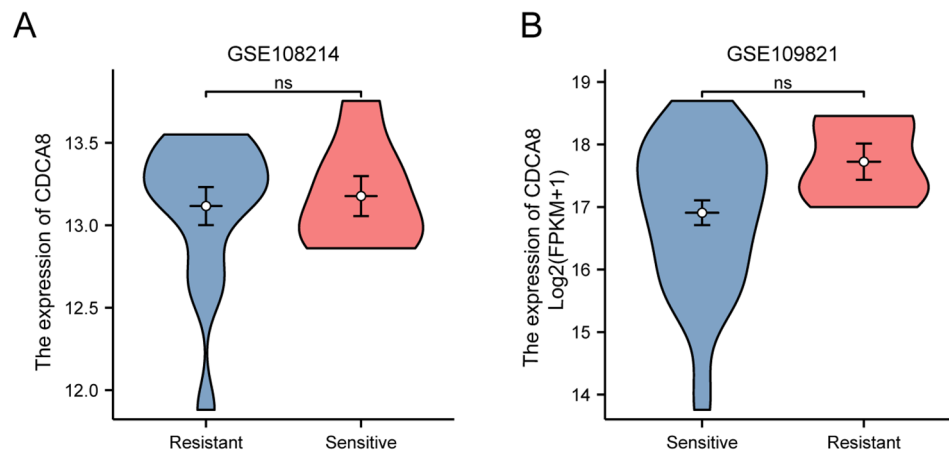 A
GSE108214
ns
The expression of CDCA8
13.5
13.0
12.5
12.0
Resistant
Sensitive
B
GSE109821
ns
The expression of CDCA8
Log2(FPKM+1)
19
18
17
16
15
14
Sensitive
Resistant